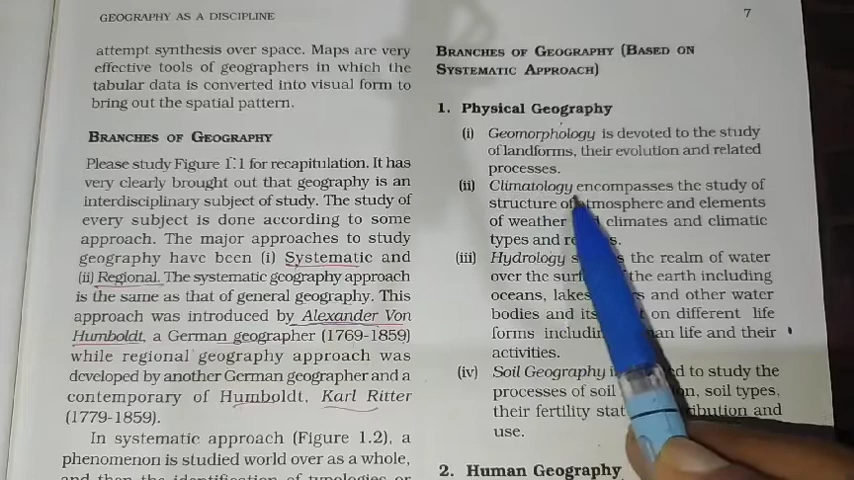 GEOGRAPHY AS A DISCIPLINE
7
attempt synthesis over space. Maps are very
effective tools of geographers in which the
tabular data is converted into visual form to
bring out the spatial pattern.
BRANCHES OF GEOGRAPHY
Please study Figure 1.1 for recapitulation. It has
very clearly brought out that geography is an
interdisciplinary subject of study. The study of
every subject is done according to some
approach. The major approaches to study
geography have been (i) Systematic and
(ii) Regional. The systematic geography approach
is the same as that of general geography. This
approach was introduced by Alexander Von
Humboldt, a German geographer (1769-1859)
while regional geography approach was
developed by another German geographer and a
contemporary of Humboldt, Karl Ritter
(1779-1859).
In systematic approach (Figure 1.2), a
phenomenon is studied world over as a whole,
and then the identification of typologies or
BRANCHES OF GEOGRAPHY (BASED ON
SYSTEMATIC APPROACH)
1. Physical Geography
(i) Geomorphology is devoted to the study
of landforms, their evolution and related
processes.
(ii) Climatology encompasses the study of
structure of atmosphere and elements
of weather climates and climatic
types and
(iii) Hydrology the realm of water
over the the earth including
oceans, lakes and other water
bodies and its on different life
forms including life and their
activities.
(iv) Soil Geography to study the
processes of soil soil types,
their fertility and
use.
2. Human Geography